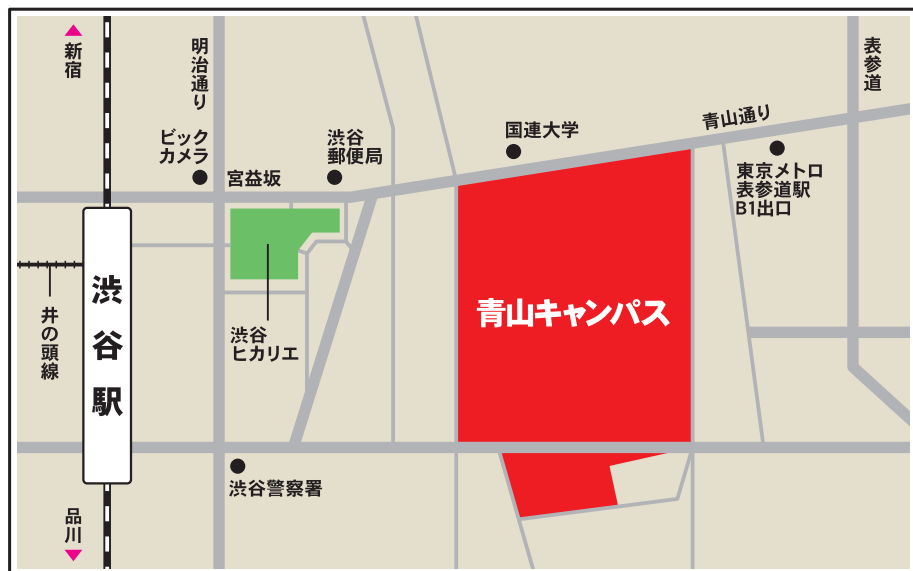 新宿
明治通り
表参道
青山通り
国連大学
ビック
カメラ
渋谷
郵便局
宮益坂
東京メトロ
表参道駅
B1出口
渋谷駅
井の頭線
渋谷
ヒカリエ
青山キャンパス
渋谷警察署
品川